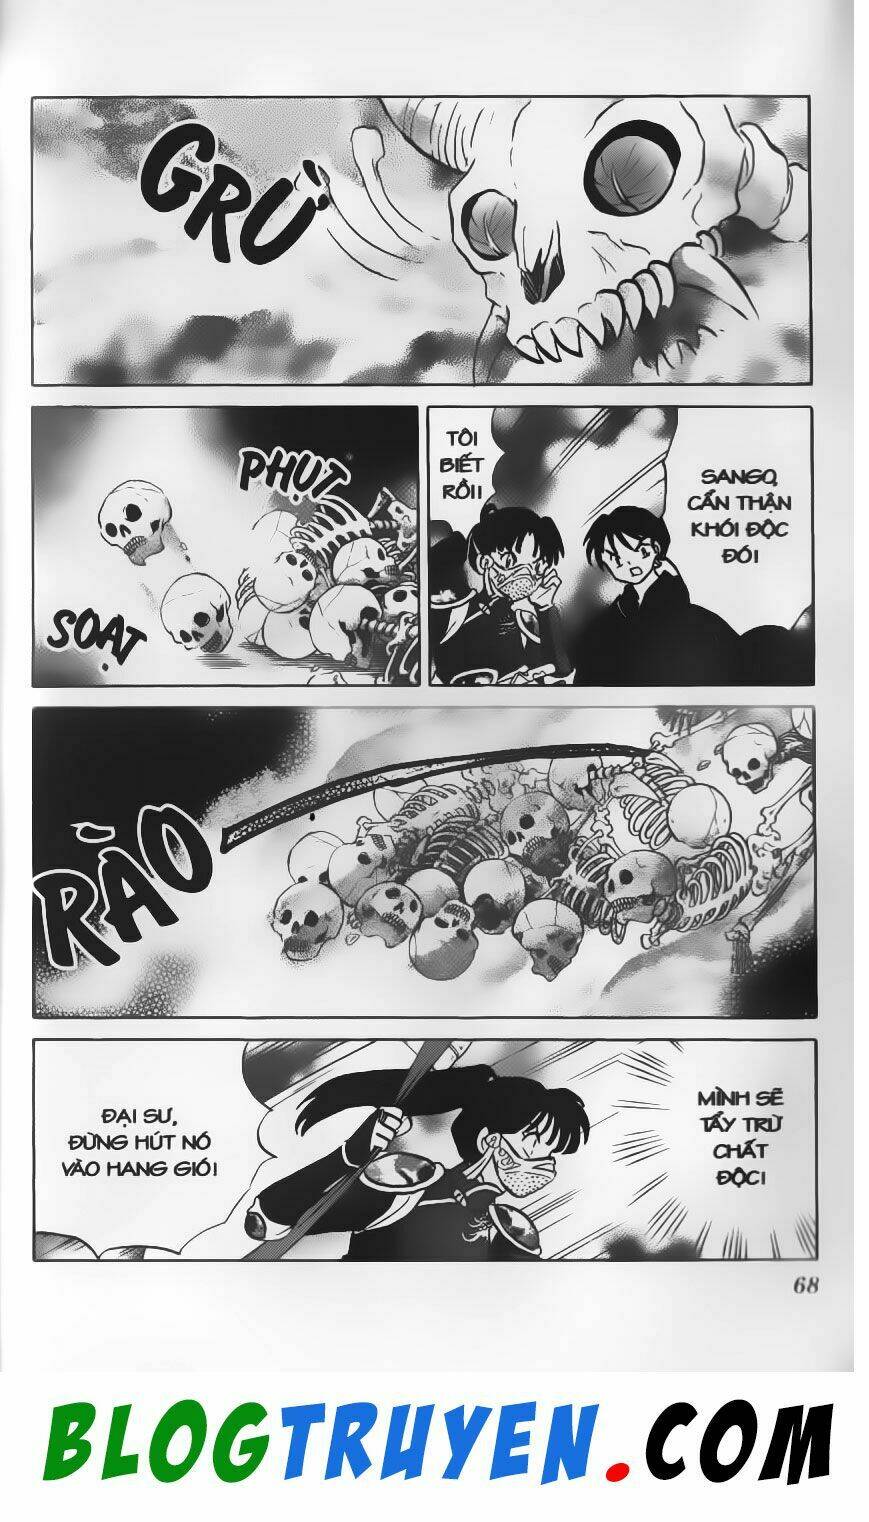 GRỪ
SANGO,
CẨN THẬN
KHÓI ĐỘC
ĐÓ!
TÔI
BIẾT
RỒI!
PHỤT
SOẠT
RÀO
MÌNH SẼ
TẨY TRỪ
CHẤT
ĐỘC!
ĐẠI SƯ,
ĐỪNG HÚT NÓ
VÀO HANG GIÓ!
68
BLOGTRUYEN.COM